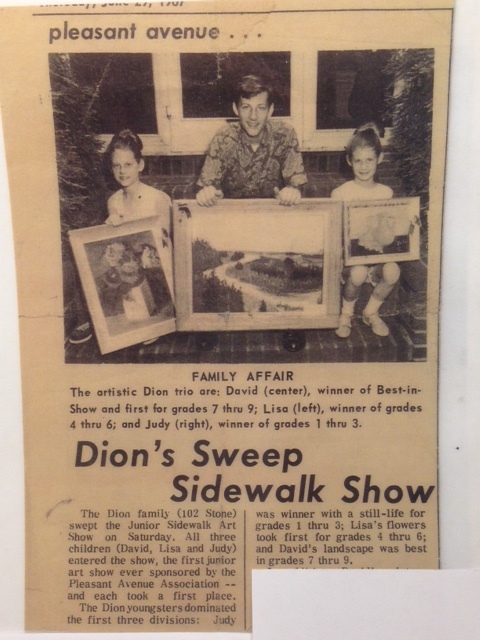 pleasant avenue . . .
FAMILY AFFAIR
The artistic Dion trio are: David (center), winner of Best-in-
Show and first for grades 7 thru 9; Lisa (left), winner of grades
4 thru 6; and Judy (right), winner of grades 1 thru 3.
Dion's Sweep
Sidewalk Show
The Dion family (102 Stone)
swept the Junior Sidewalk Art
Show on Saturday. All three
children (David, Lisa and Judy)
entered the show, the first junior
art show ever sponsored by the
Pleasant Avenue Association --
and each took a first place.
The Dion youngsters dominated
the first three divisions: Judy
was winner with a still-life for
grades 1 thru 3; Lisa's flowers
took first for grades 4 thru 6;
and David's landscape was best
in grades 7 thru 9.